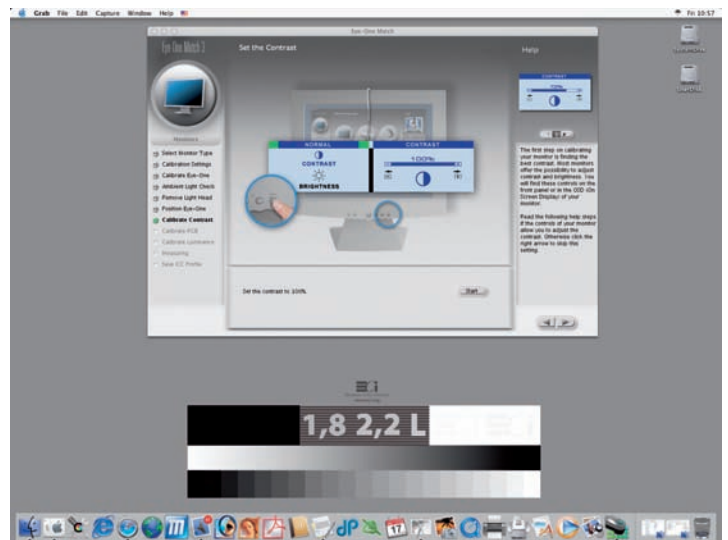 Grab File Edit Capture Window Help
Fri 10:57
Eye-One Match
Eye-One Match 3
Set the Contrast
Help
NORMAL
CONTRAST
BRIGHTNESS
CONTRAST
100%
CONTRAST
100%
Select Monitor Type
Calibration Settings
Calibrate Eye-One
Ambient Light Check
Remove Light Head
Position Eye-One
Calibrate Contrast
Calibrate RGB
Calibrate Luminance
Measuring
Save ICC Profile
Set the contrast to 100%.
Start...
The first step on calibrating
your monitor is finding the
best contrast. Most monitors
offer the possibility to adjust
contrast and brightness. You
will find these controls on the
front panel or in the OSD (On
Screen Display) of your
monitor.
Read the following help steps
if the controls of your monitor
allow you to adjust the
contrast. Otherwise click the
right arrow to skip this
setting.
1,8 2,2 L
17